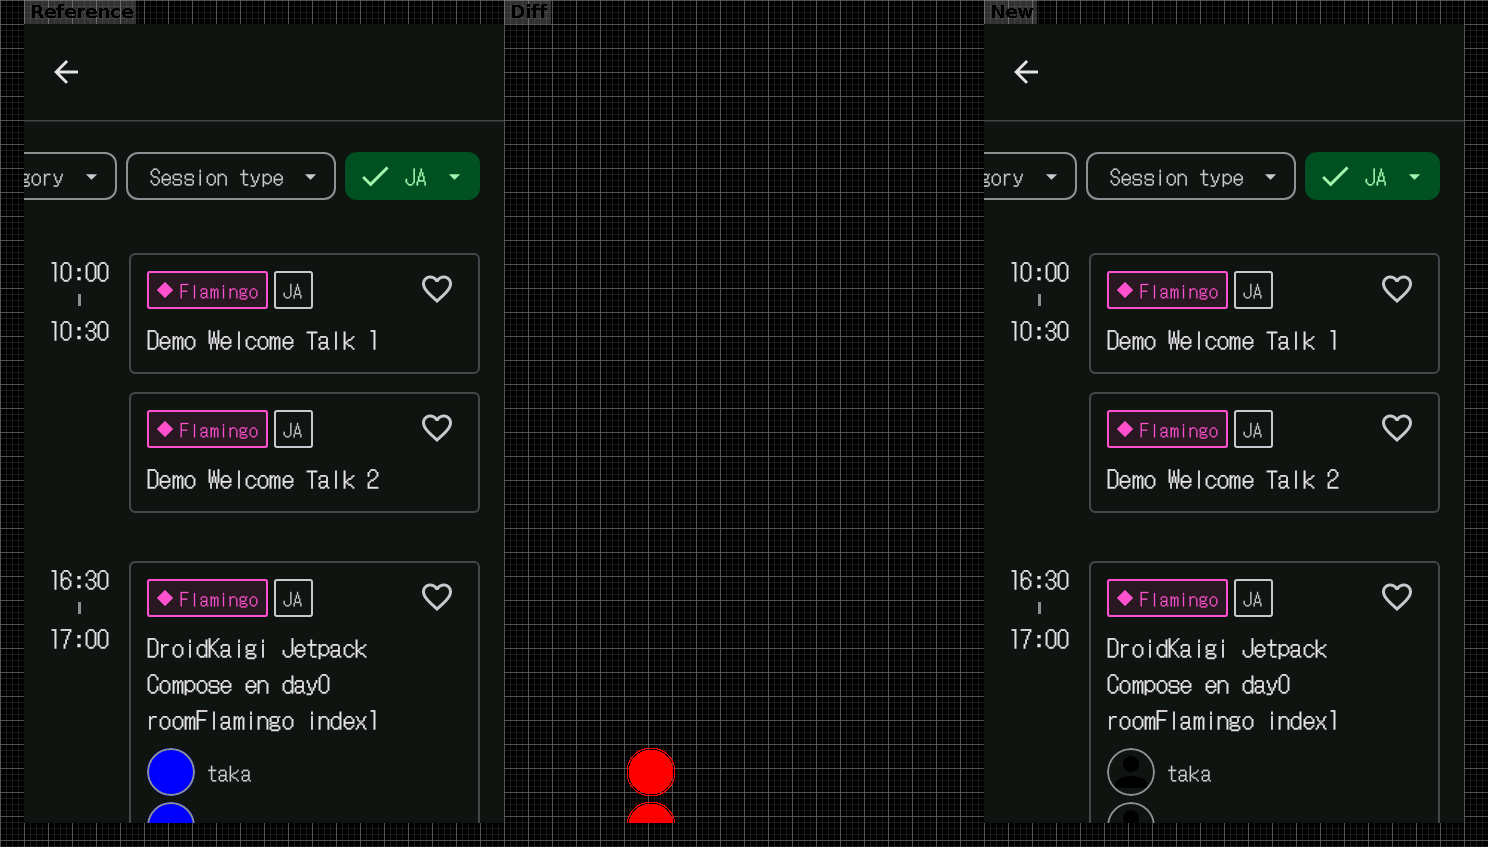 Reference
Diff
New
gory
Session type
JA
10:00
10:30
Flamingo
JA
Demo Welcome Talk 1
Flamingo
JA
Demo Welcome Talk 2
16:30
17:00
Flamingo
JA
DroidKaigi Jetpack
Compose en day0
roomFlamingo index1
taka
gory
Session type
JA
10:00
10:30
Flamingo
JA
Demo Welcome Talk 1
Flamingo
JA
Demo Welcome Talk 2
16:30
17:00
Flamingo
JA
DroidKaigi Jetpack
Compose en day0
roomFlamingo index1
taka